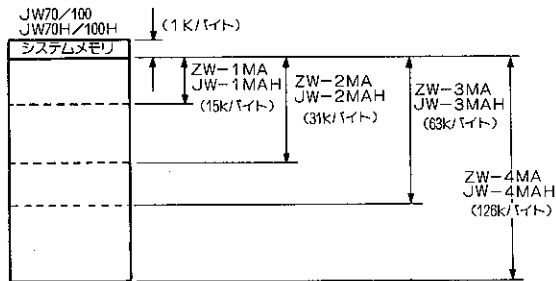 JW70/100
JW70H/100H
システムメモリ
(1Kバイト)
ZW-1MA
JW-1MAH
(15kバイト)
ZW-2MA
JW-2MAH
(31kバイト)
ZW-3MA
JW-3MAH
(63kバイト)
ZW-4MA
JW-4MAH
(126kバイト)